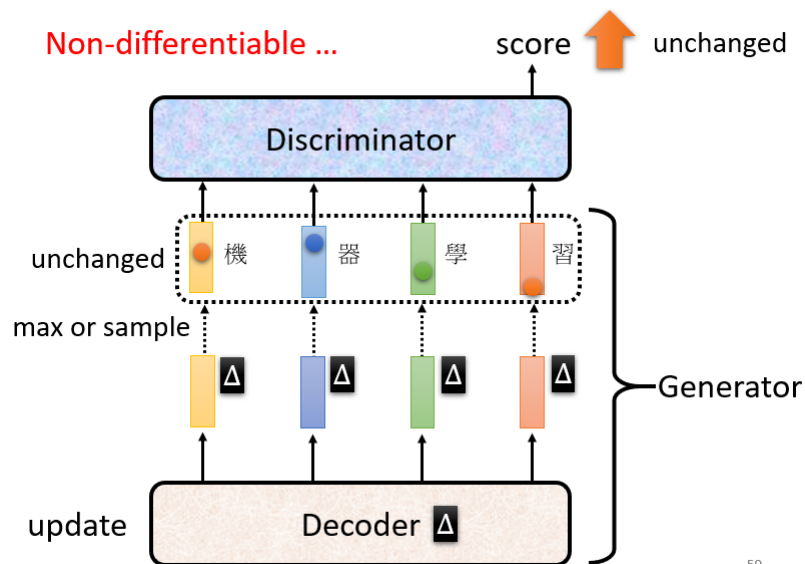 Non-differentiable …
score
unchanged
Discriminator
unchanged
機
器
學
習
max or sample
Δ
Δ
Δ
Δ
Generator
update
Decoder Δ